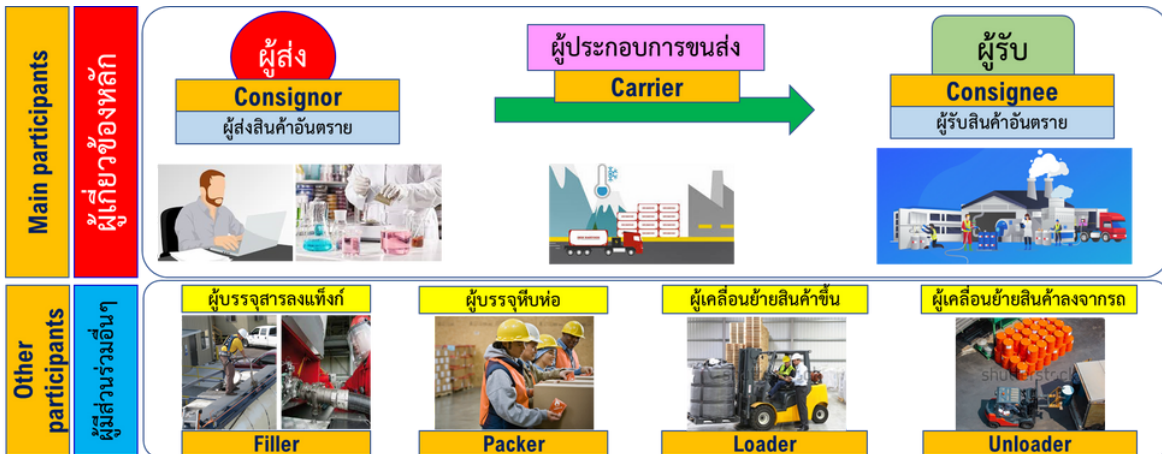 Main participants
ผู้เกี่ยวข้องหลัก
ผู้ส่ง
Consignor
ผู้ส่งสินค้าอันตราย
ผู้ประกอบการขนส่ง
Carrier
ผู้รับ
Consignee
ผู้รับสินค้าอันตราย
Other
participants
ผู้มีส่วนร่วมอื่นๆ
ผู้บรรจุสารลงแท็งก์
Filler
ผู้บรรจุหีบห่อ
Packer
ผู้เคลื่อนย้ายสินค้าขึ้น
Loader
ผู้เคลื่อนย้ายสินค้าลงจากรถ
shutterstock
Unloader